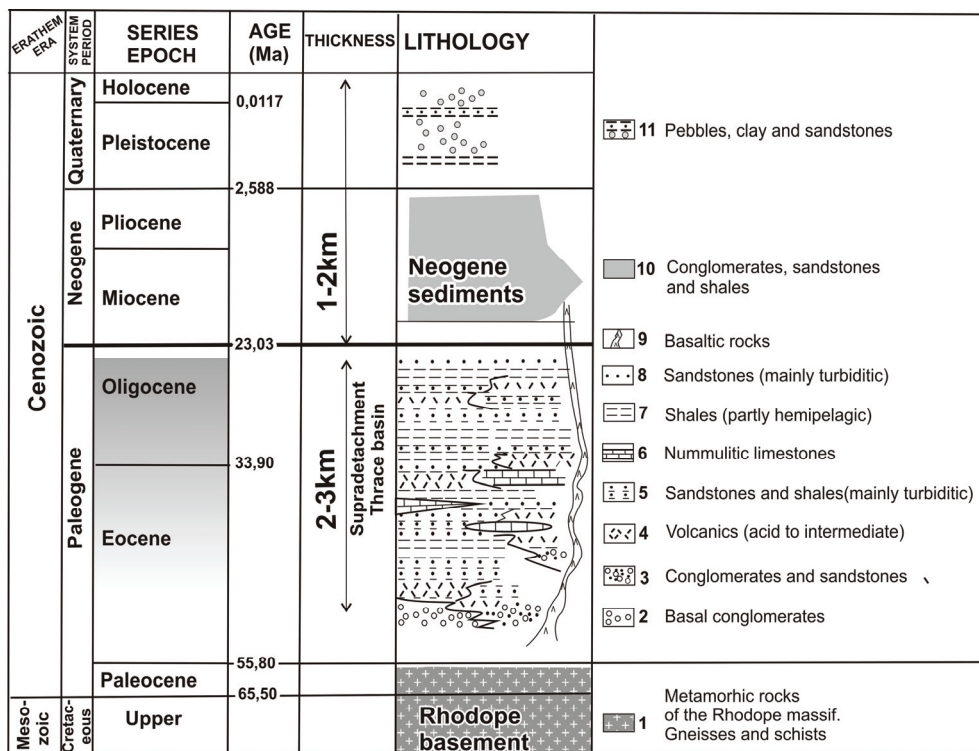 ERATHEM
ERA
SYSTEM
PERIOD
SERIES
EPOCH
AGE
(Ma)
THICKNESS
LITHOLOGY
Cenozoic
Meso-
zoic
Quaternary
Neogene
Paleogene
Cretac-
eous
Holocene
Pleistocene
Pliocene
Miocene
Oligocene
Eocene
Paleocene
Upper
0,0117
2,588
23,03
33,90
55,80
65,50
1-2km
2-3km
Supradetachment
Thrace basin
Neogene
sediments
Rhodope
basement
11 Pebbles, clay and sandstones
10 Conglomerates, sandstones
and shales
9 Basaltic rocks
8 Sandstones (mainly turbiditic)
7 Shales (partly hemipelagic)
6 Nummulitic limestones
5 Sandstones and shales(mainly turbiditic)
4 Volcanics (acid to intermediate)
3 Conglomerates and sandstones
2 Basal conglomerates
1 Metamorhic rocks
of the Rhodope massif.
Gneisses and schists